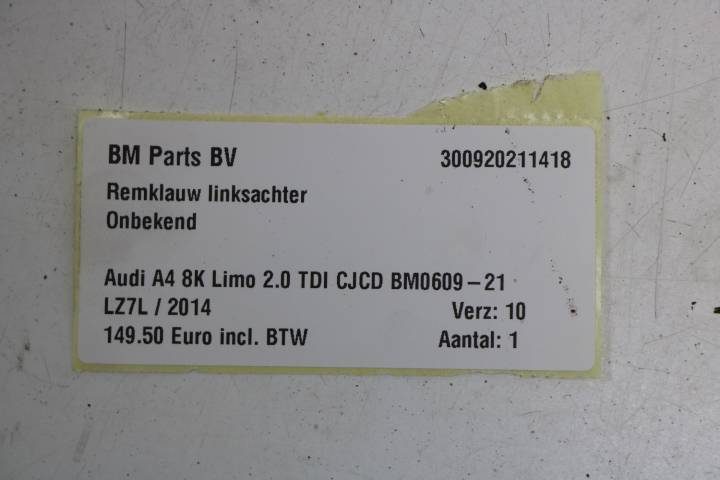 BM Parts BV 300920211418
Remklauw linksachter
Onbekend
Audi A4 8K Limo 2.0 TDI CJCD BM0609-21
LZ7L / 2014 Verz: 10
149.50 Euro incl. BTW Aantal: 1